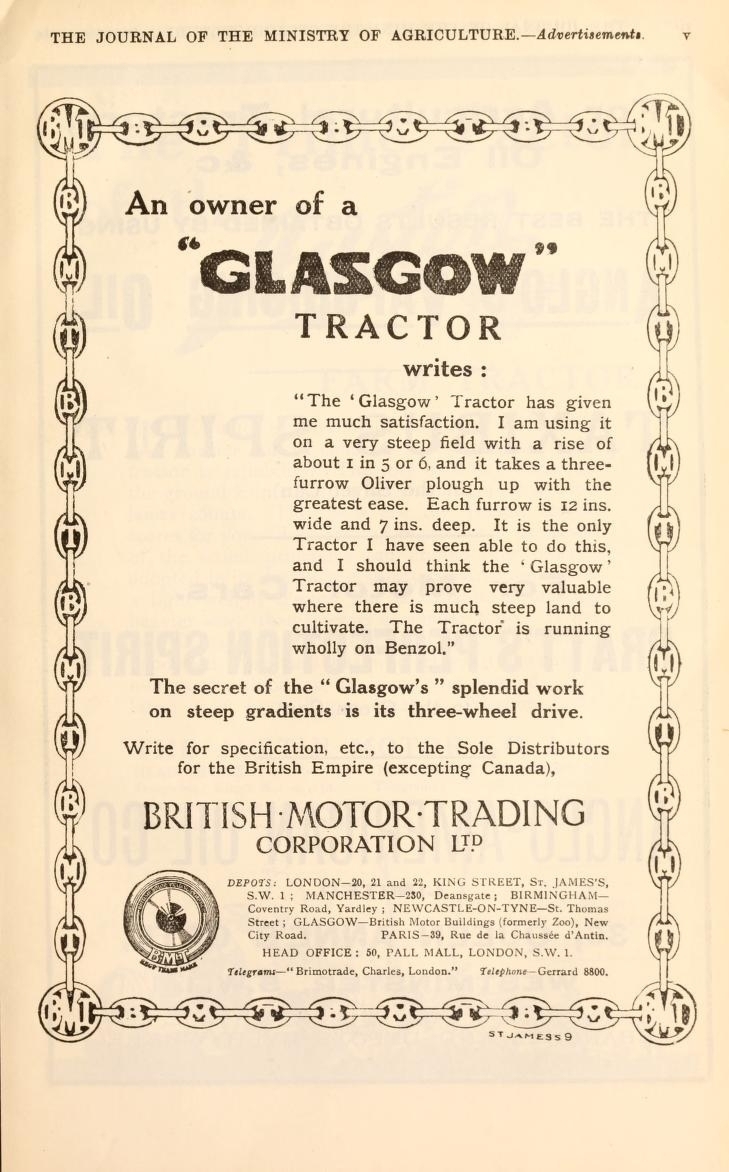 THE JOURNAL OF THE MINISTRY OF AGRICULTURE.—Advertisements. v
An owner of a
“GLASGOW”
TRACTOR
writes :
“The ‘Glasgow’ Tractor has given
me much satisfaction. I am using it
on a very steep field with a rise of
about 1 in 5 or 6, and it takes a three-
furrow Oliver plough up with the
greatest ease. Each furrow is 12 ins.
wide and 7 ins. deep. It is the only
Tractor I have seen able to do this,
and I should think the ‘Glasgow’
Tractor may prove very valuable
where there is much steep land to
cultivate. The Tractor is running
wholly on Benzol.”
The secret of the “Glasgow’s” splendid work
on steep gradients is its three-wheel drive.
Write for specification, etc., to the Sole Distributors
for the British Empire (excepting Canada),
BRITISH·MOTOR·TRADING
CORPORATION LTD
DEPOTS: LONDON—20, 21 and 22, KING STREET, ST. JAMES’S,
S.W. 1 ; MANCHESTER—230, Deansgate ; BIRMINGHAM—
Coventry Road, Yardley ; NEWCASTLE-ON-TYNE—St. Thomas
Street ; GLASGOW—British Motor Buildings (formerly Zoo), New
City Road. PARIS—39, Rue de la Chaussée d’Antin.
HEAD OFFICE : 50, PALL MALL, LONDON, S.W. 1.
Telegrams—“Brimotrade, Charles, London.” Telephone—Gerrard 8800.
B·M·T
REGD TRADE MARK
BMT
BMT
BMT
BMT
ST JAMES’S 9